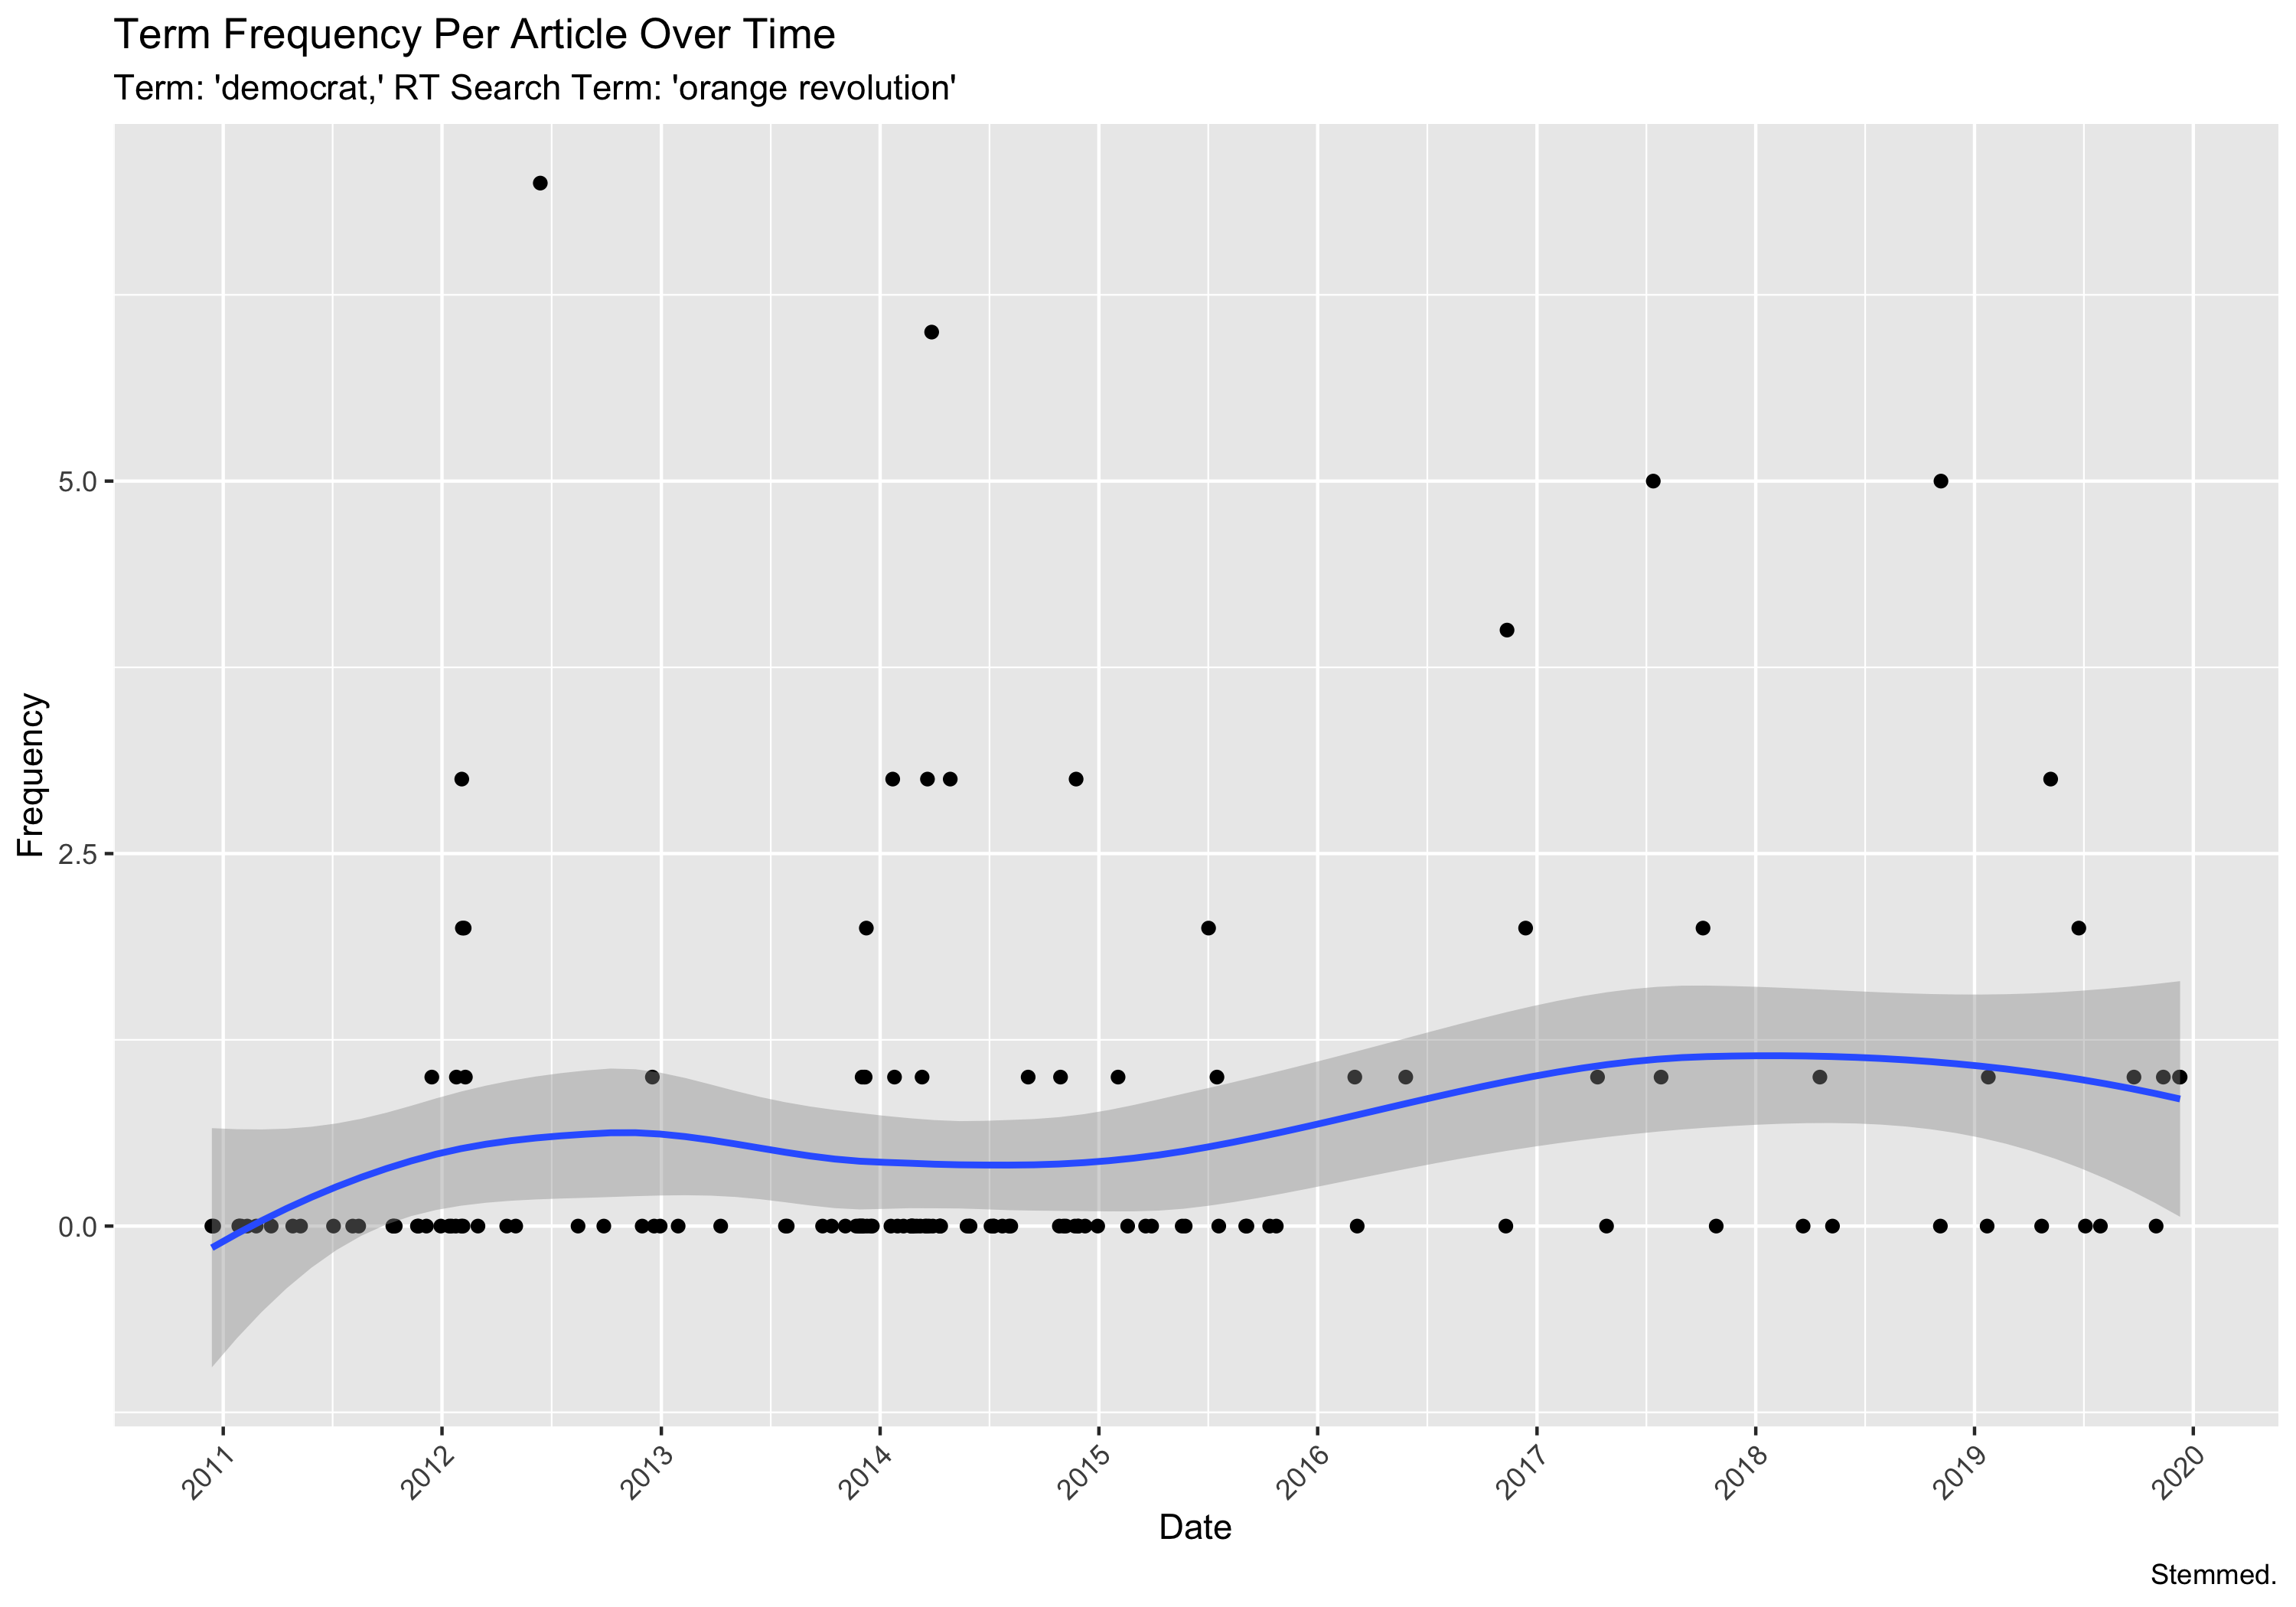 Term Frequency Per Article Over Time
Term: 'democrat,' RT Search Term: 'orange revolution'
Frequency
5.0
2.5
0.0
2011
2012
2013
2014
2015
2016
2017
2018
2019
2020
Date
Stemmed.